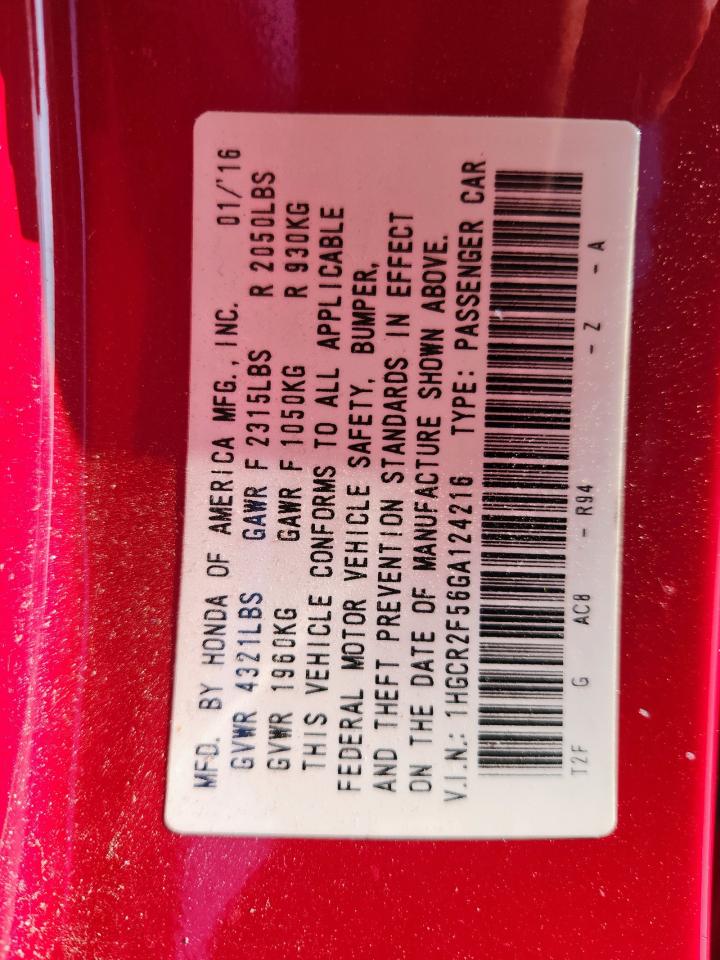 MFD. BY HONDA OF AMERICA MFG., INC. 01/'16
GVWR 4321LBS GAWR F 2315LBS R 2050LBS
GVWR 1960KG GAWR F 1050KG R 930KG
THIS VEHICLE CONFORMS TO ALL APPLICABLE
FEDERAL MOTOR VEHICLE SAFETY, BUMPER,
AND THEFT PREVENTION STANDARDS IN EFFECT
ON THE DATE OF MANUFACTURE SHOWN ABOVE.
V.I.N.: 1HGCR2F56GA124216 TYPE: PASSENGER CAR
T2F G AC8 - R94 - Z - A